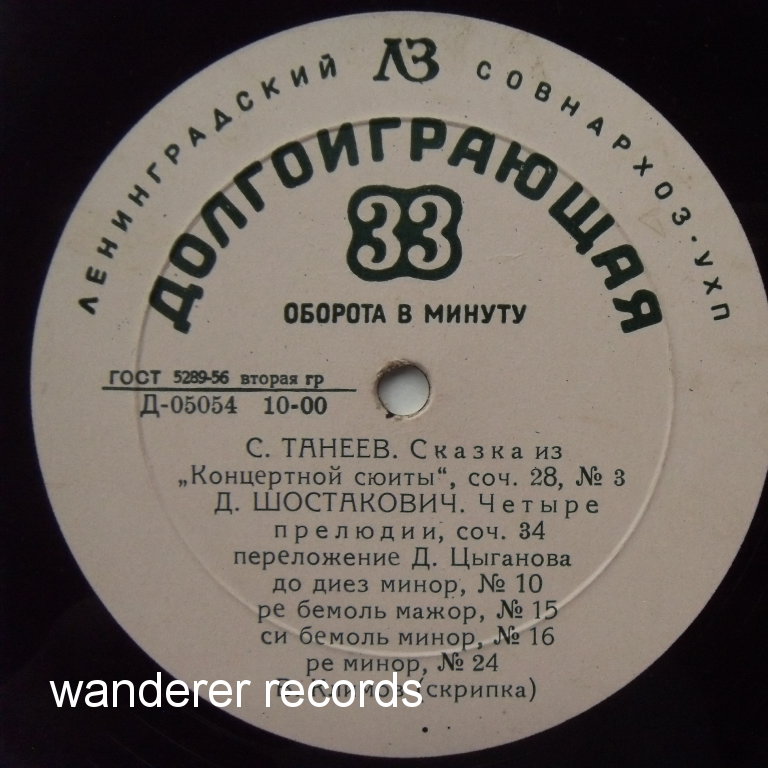 ЛЕНИНГРАДСКИЙ ЛЗ СОВНАРХОЗ·УХП
ДОЛГОИГРАЮЩАЯ
33
ОБОРОТА В МИНУТУ
ГОСТ 5289-56 вторая гр
Д-05054 10-00
С. ТАНЕЕВ. Сказка из
„Концертной сюиты“, соч. 28, № 3
Д. ШОСТАКОВИЧ. Четыре
прелюдии, соч. 34
переложение Д. Цыганова
до диез минор, № 10
ре бемоль мажор, № 15
си бемоль минор, № 16
ре минор, № 24
(скрипка)
wanderer records